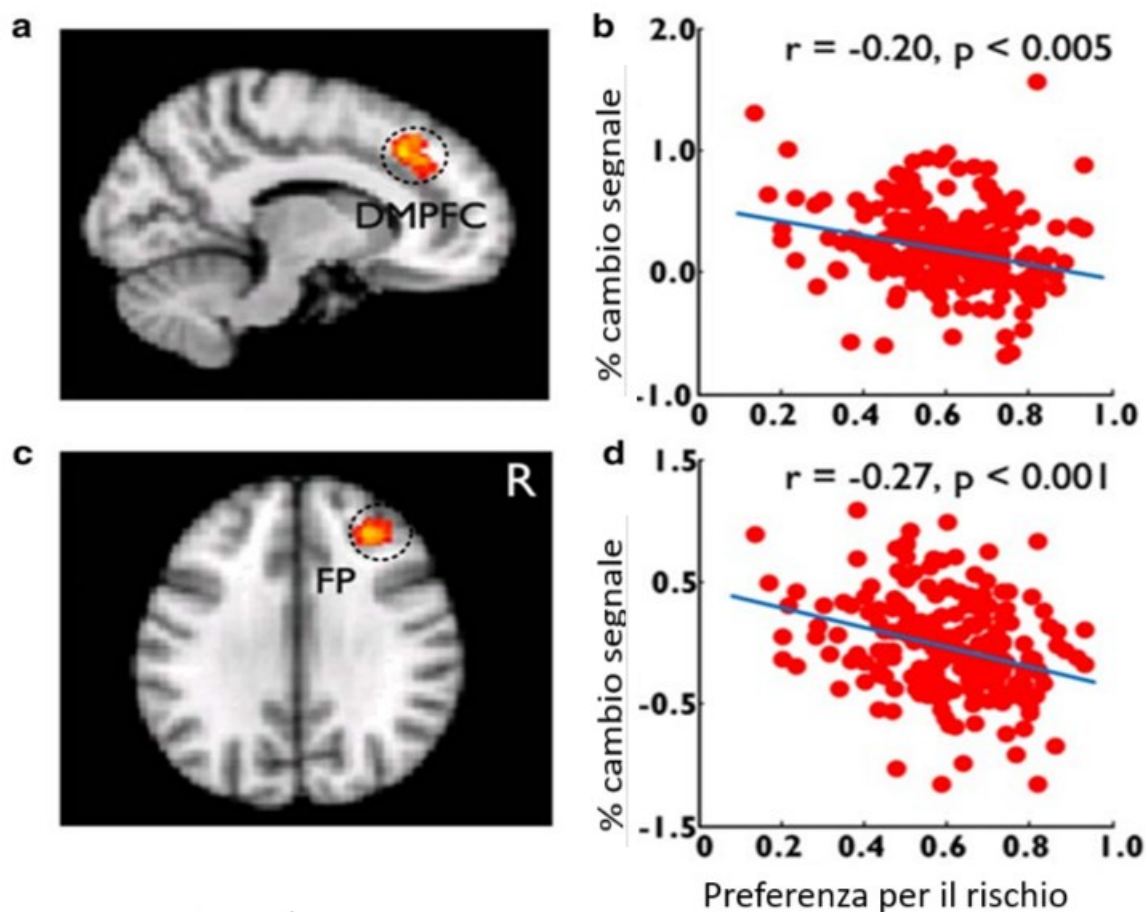 a
DMPFC
b
r = -0.20, p < 0.005
% cambio segnale
2.0
1.0
0.0
-1.0
0 0.2 0.4 0.6 0.8 1.0
c
R
FP
d
r = -0.27, p < 0.001
% cambio segnale
1.5
0.5
-0.5
-1.5
0 0.2 0.4 0.6 0.8 1.0
Preferenza per il rischio